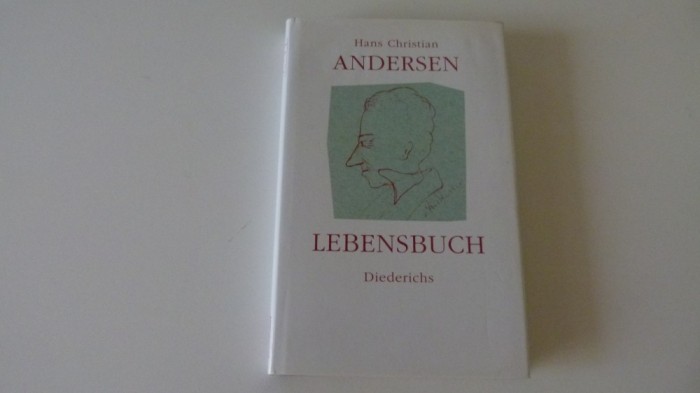 Hans Christian
ANDERSEN
LEBENSBUCH
Diederichs